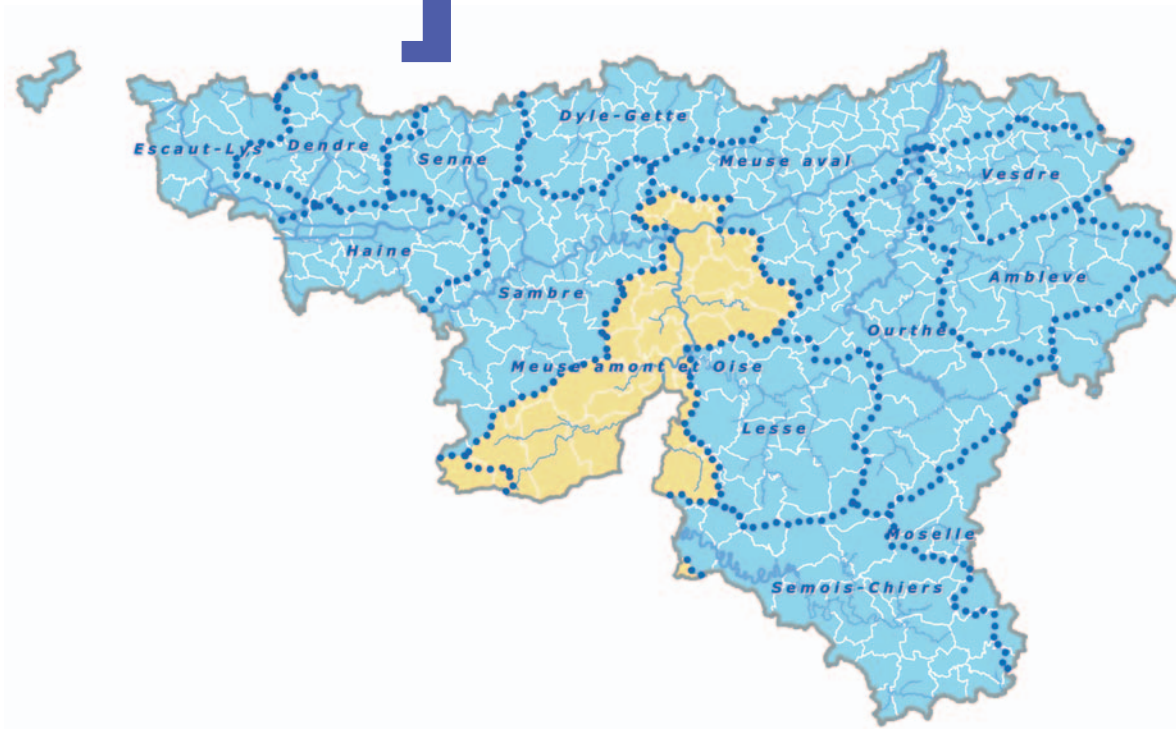 Dyle-Gette
Escaut-Lys
Dendre
Senne
Meuse aval
Vesdre
Haine
Sambre
Ambleve
Ourthe
Meuse amont et Oise
Lesse
Moselle
Semois-Chiers